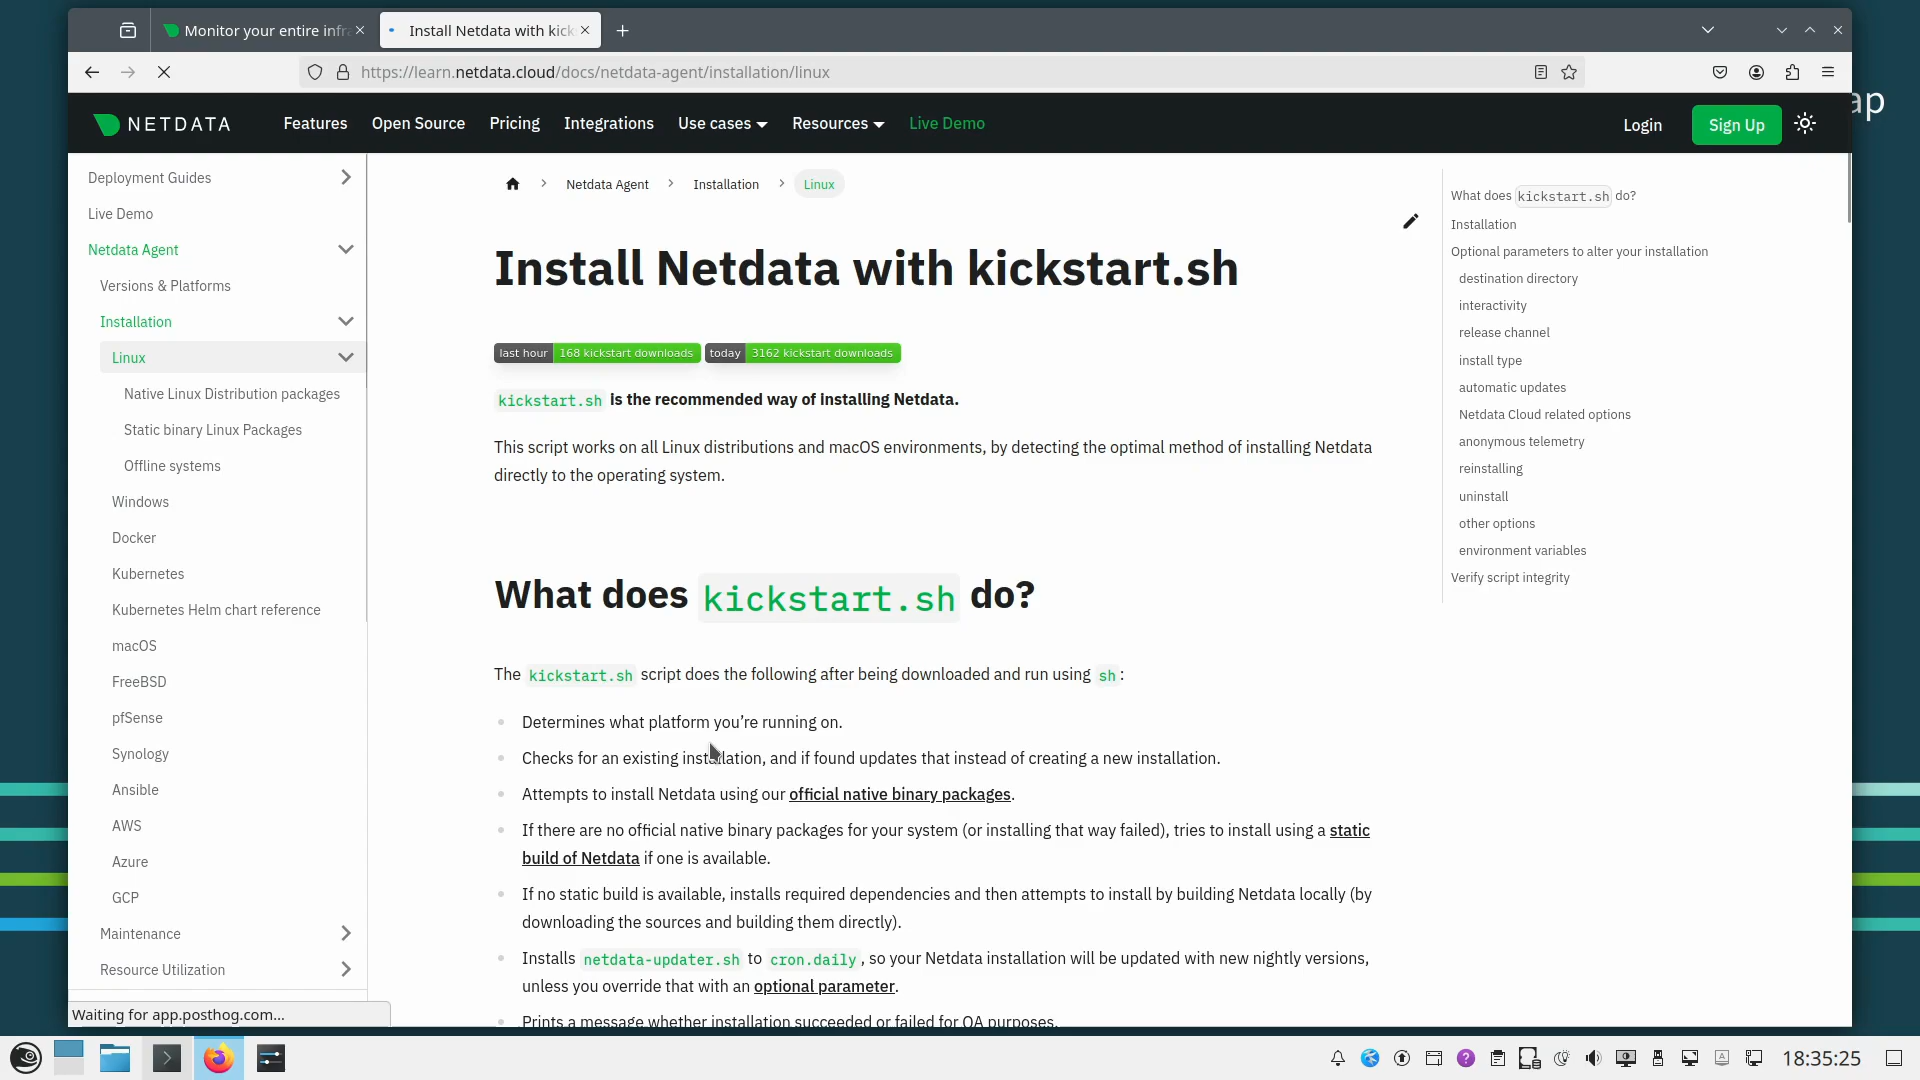 Monitor your entire infra
Install Netdata with kick
https://learn.netdata.cloud/docs/netdata-agent/installation/linux
ap
NETDATA
Features
Open Source
Pricing
Integrations
Use cases
Resources
Live Demo
Login
Sign Up
Deployment Guides
Live Demo
Netdata Agent
Versions & Platforms
Installation
Linux
Native Linux Distribution packages
Static binary Linux Packages
Offline systems
Windows
Docker
Kubernetes
Kubernetes Helm chart reference
macOS
FreeBSD
pfSense
Synology
Ansible
AWS
Azure
GCP
Maintenance
Resource Utilization
Netdata Agent > Installation > Linux
Install Netdata with kickstart.sh
last hour 168 kickstart downloads today 3162 kickstart downloads
kickstart.sh is the recommended way of installing Netdata.
This script works on all Linux distributions and macOS environments, by detecting the optimal method of installing Netdata
directly to the operating system.
What does kickstart.sh do?
The kickstart.sh script does the following after being downloaded and run using sh:
Determines what platform you're running on.
Checks for an existing installation, and if found updates that instead of creating a new installation.
Attempts to install Netdata using our official native binary packages.
If there are no official native binary packages for your system (or installing that way failed), tries to install using a static
build of Netdata if one is available.
If no static build is available, installs required dependencies and then attempts to install by building Netdata locally (by
downloading the sources and building them directly).
Installs netdata-updater.sh to cron.daily, so your Netdata installation will be updated with new nightly versions,
unless you override that with an optional parameter.
Prints a message whether installation succeeded or failed for QA purposes.
What does kickstart.sh do?
Installation
Optional parameters to alter your installation
destination directory
interactivity
release channel
install type
automatic updates
Netdata Cloud related options
anonymous telemetry
reinstalling
uninstall
other options
environment variables
Verify script integrity
Waiting for app.posthog.com...
18:35:25